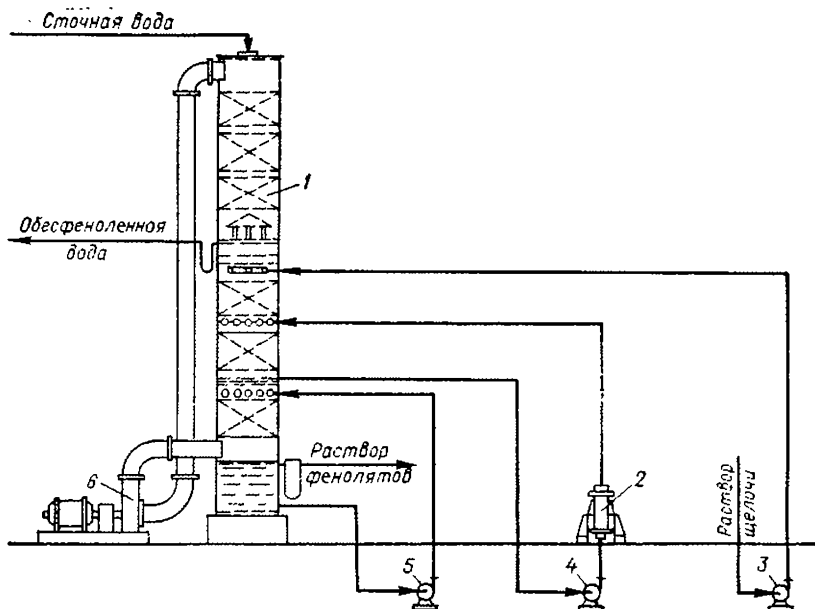 Сточная вода
1
Обесфеноленная
вода
Раствор
фенолятов
6
2
Раствор
щелочи
5
4
3